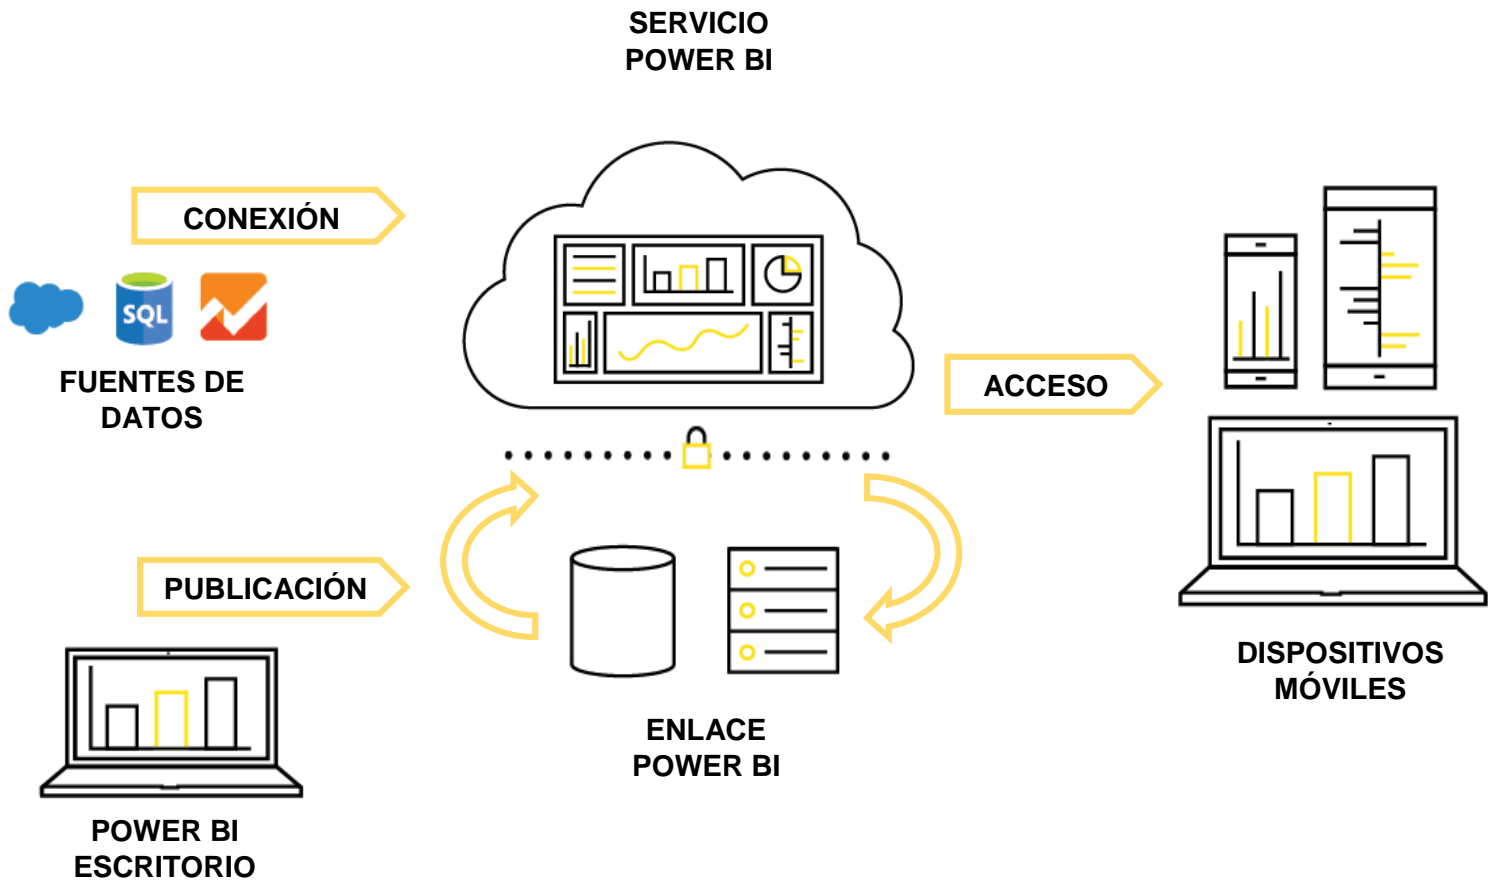 SERVICIO
POWER BI
CONEXIÓN
SQL
FUENTES DE
DATOS
ACCESO
PUBLICACIÓN
DISPOSITIVOS
MÓVILES
ENLACE
POWER BI
POWER BI
ESCRITORIO